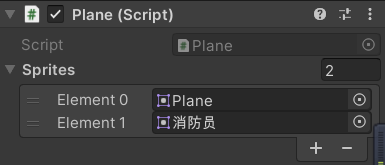 Plane (Script)
Script Plane
Sprites 2
Element 0 Plane
Element 1 消防员